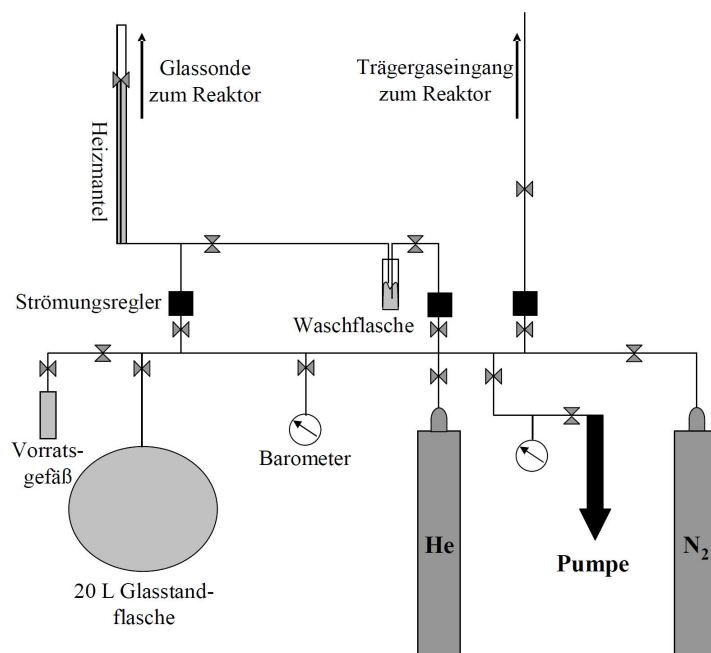 Glassonde
zum Reaktor
Trägergaseingang
zum Reaktor
Heizmantel
Strömungsregler
Waschflasche
Vorrats-
gefäß
Barometer
He
Pumpe
N₂
20 L Glasstand-
flasche